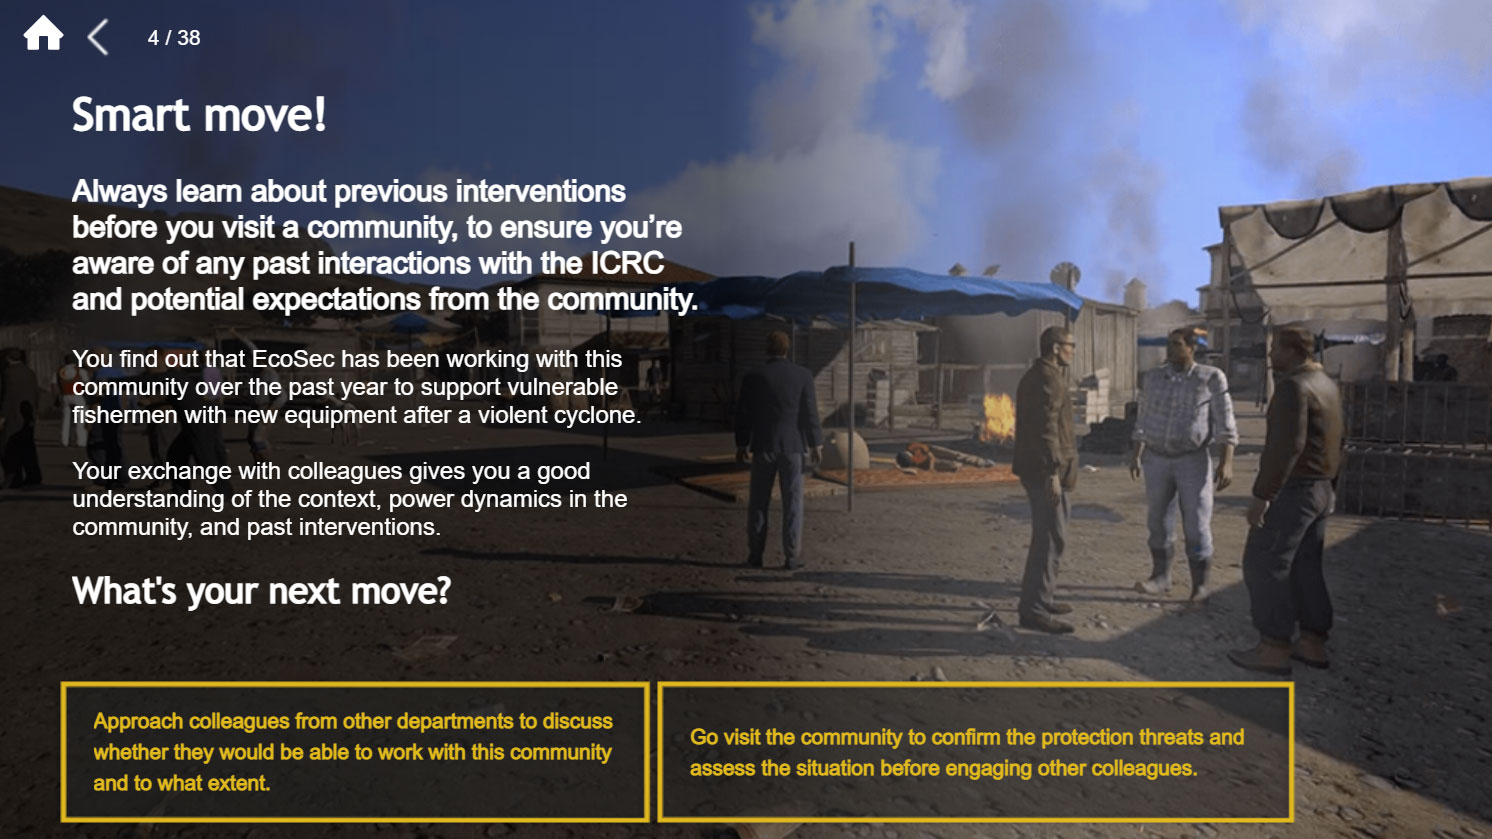 4 / 38
Smart move!
Always learn about previous interventions
before you visit a community, to ensure you’re
aware of any past interactions with the ICRC
and potential expectations from the community.
You find out that EcoSec has been working with this
community over the past year to support vulnerable
fishermen with new equipment after a violent cyclone.
Your exchange with colleagues gives you a good
understanding of the context, power dynamics in the
community, and past interventions.
What's your next move?
Approach colleagues from other departments to discuss
whether they would be able to work with this community
and to what extent.
Go visit the community to confirm the protection threats and
assess the situation before engaging other colleagues.